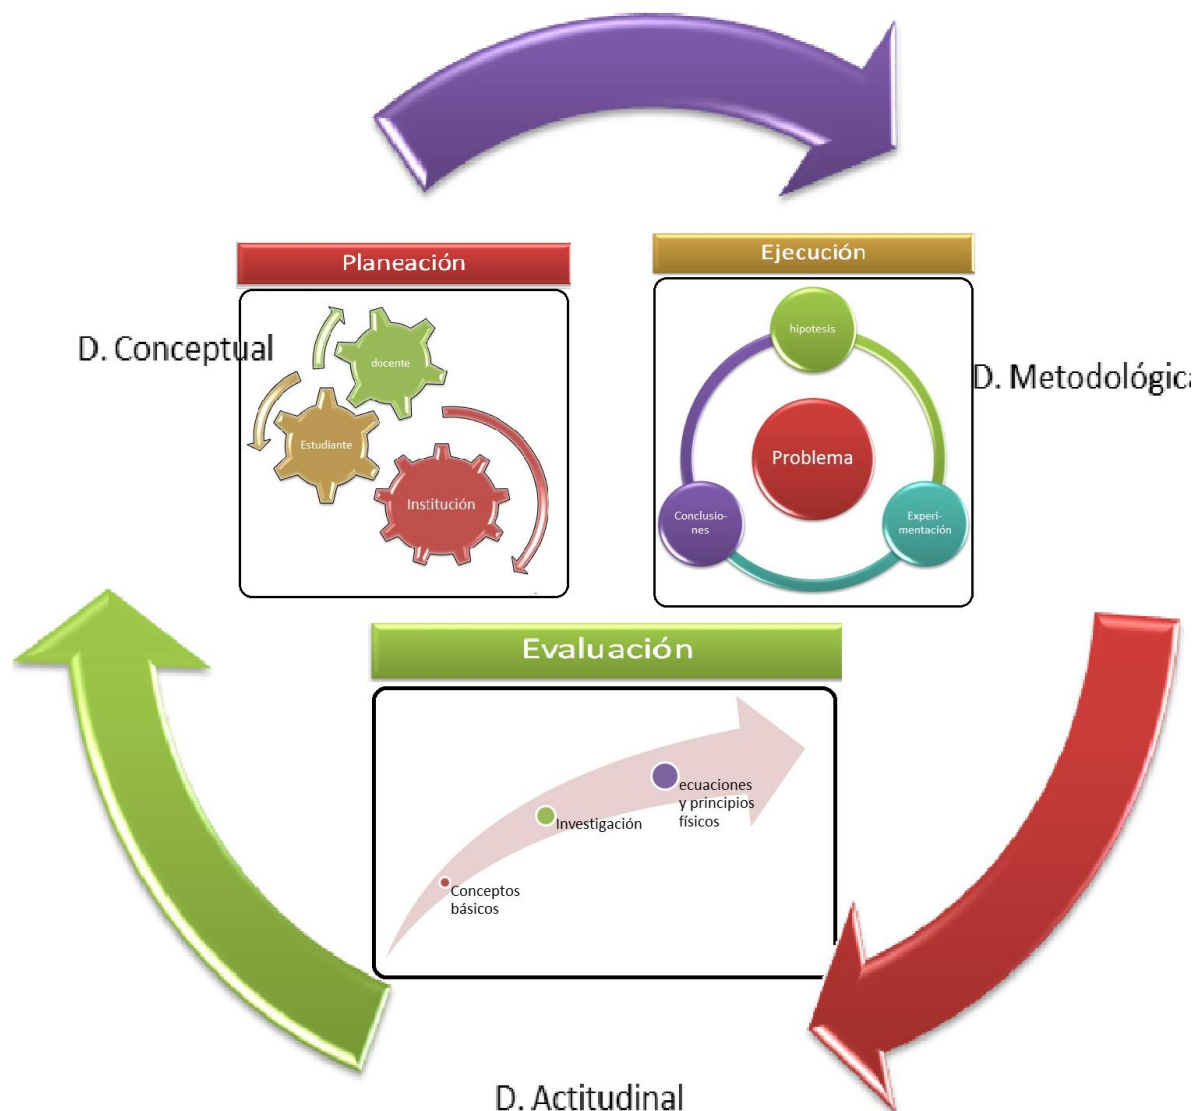 Planeación
Ejecución
D. Conceptual
docente
Estudiante
Institución
hipotesis
Problema
Conclusio-
nes
Experi-
mentación
D. Metodológica
Evaluación
ecuaciones
y principios
físicos
Investigación
Conceptos
básicos
D. Actitudinal